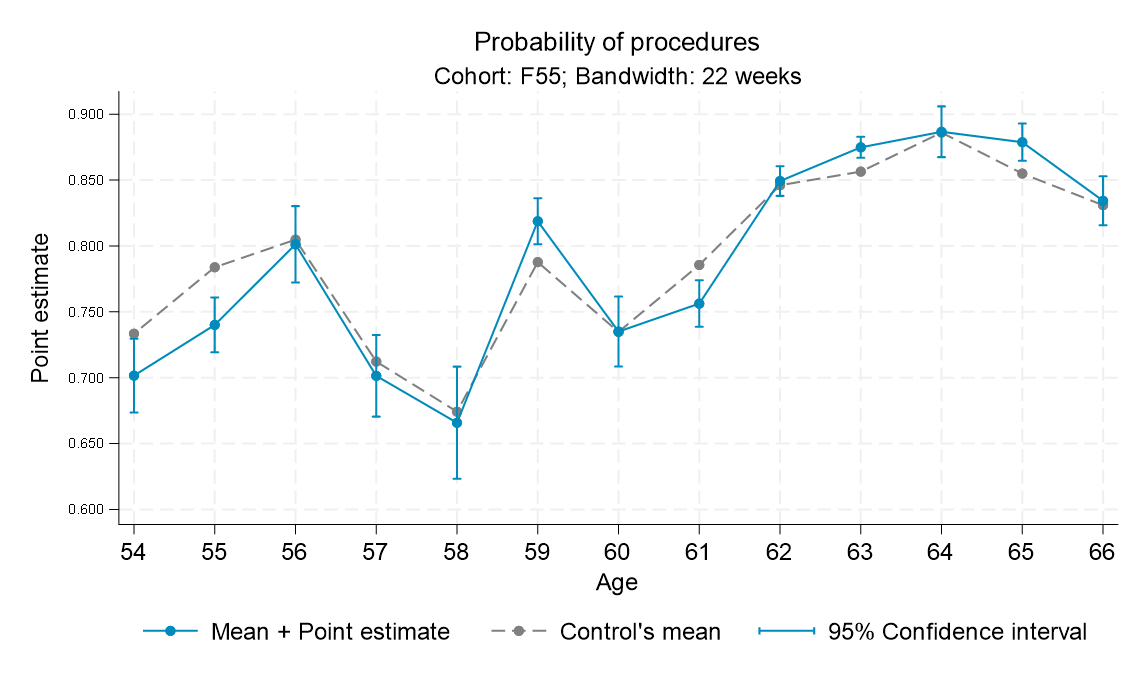 Probability of procedures
Cohort: F55; Bandwidth: 22 weeks
Point estimate
0.900
0.850
0.800
0.750
0.700
0.650
0.600
54 55 56 57 58 59 60 61 62 63 64 65 66
Age
Mean + Point estimate Control's mean 95% Confidence interval